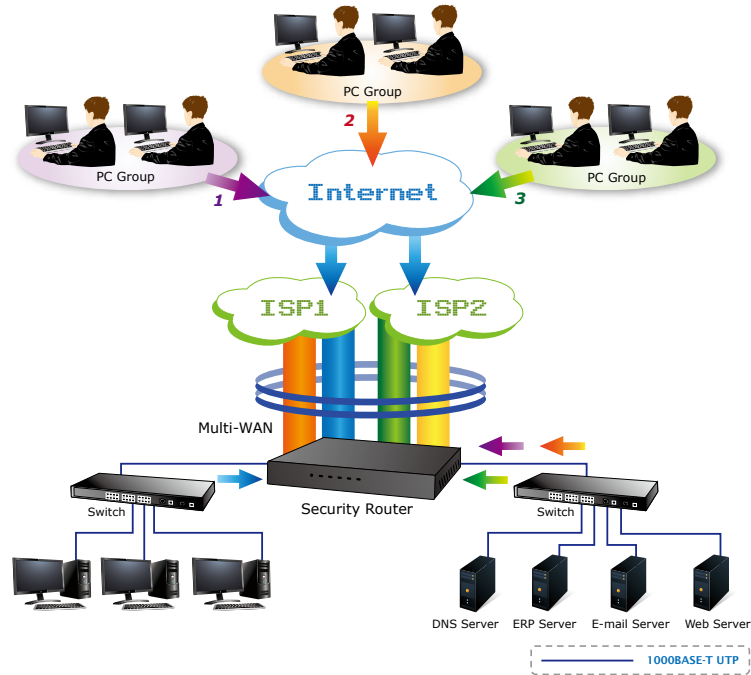 PC Group
2
PC Group
1
PC Group
3
Internet
ISP1
ISP2
Multi-WAN
Security Router
Switch
Switch
DNS Server
ERP Server
E-mail Server
Web Server
1000BASE-T UTP